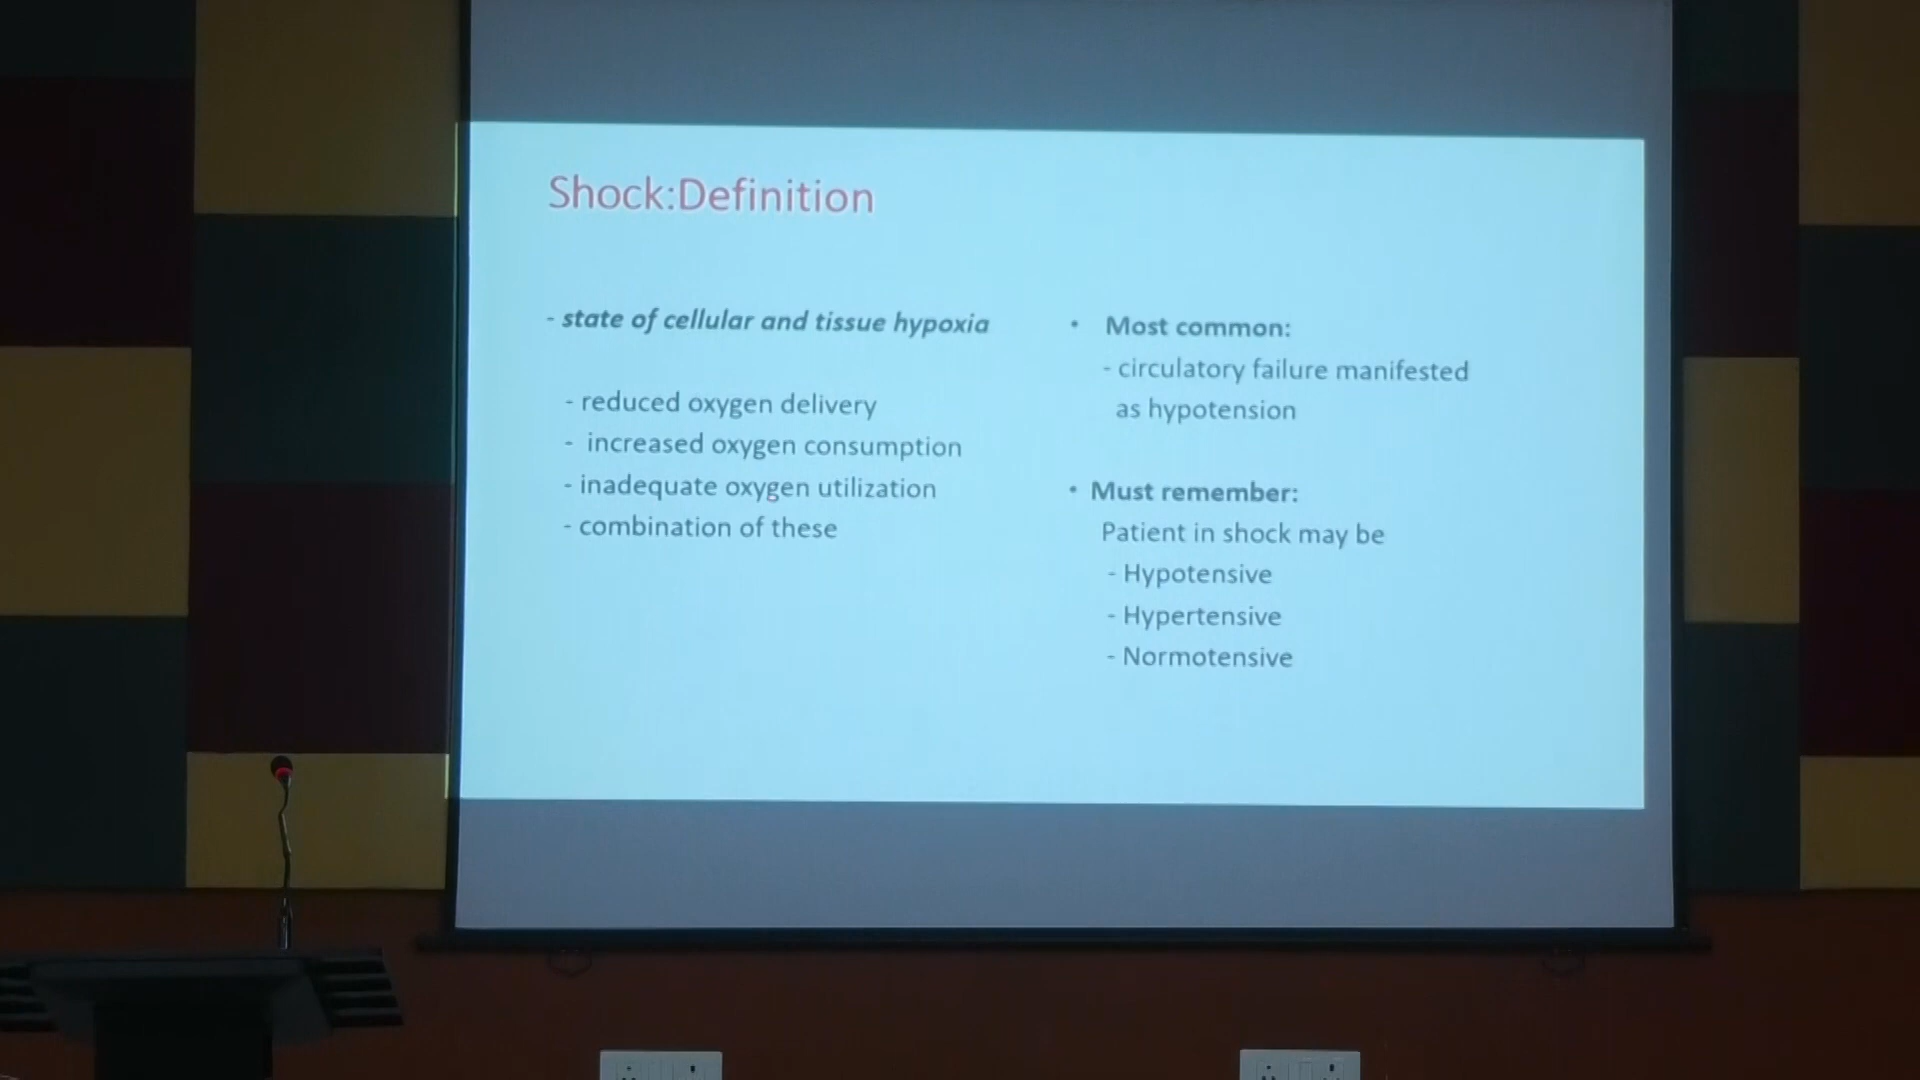 Shock:Definition
- state of cellular and tissue hypoxia
- reduced oxygen delivery
- increased oxygen consumption
- inadequate oxygen utilization
- combination of these
• Most common:
- circulatory failure manifested
as hypotension
• Must remember:
Patient in shock may be
- Hypotensive
- Hypertensive
- Normotensive